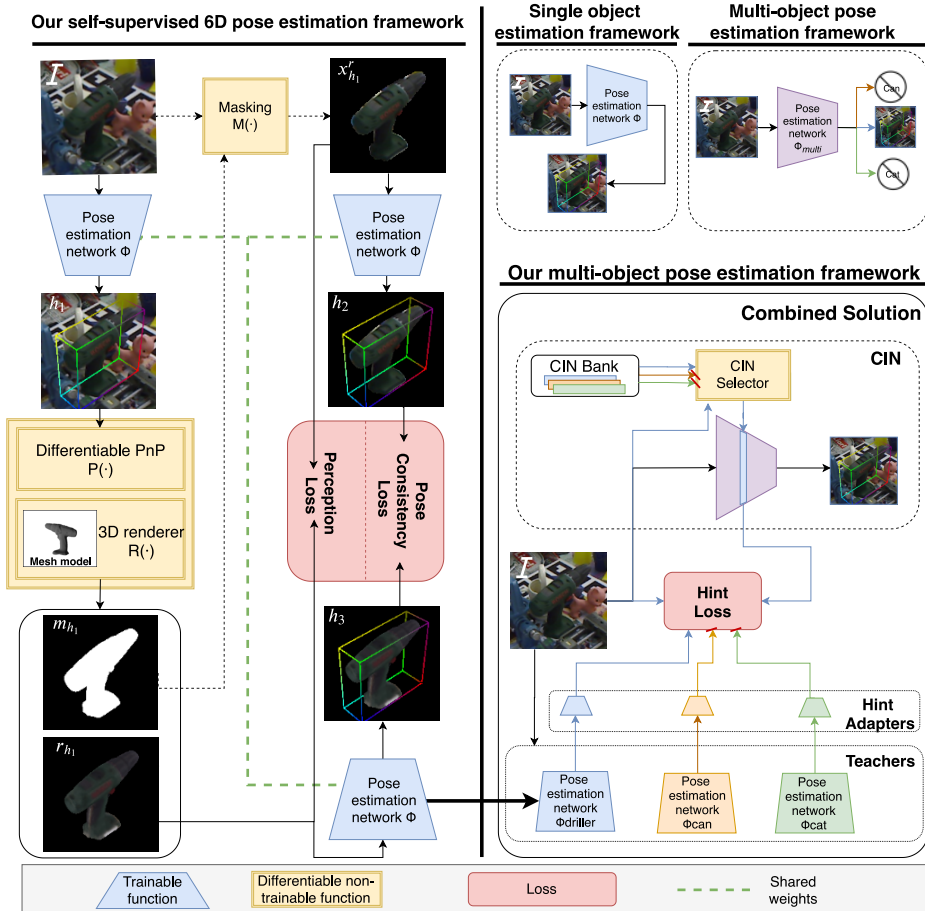 Our self-supervised 6D pose estimation framework
I
Masking
M(·)
x^r_{h_1}
Pose
estimation
network Φ
Pose
estimation
network Φ
h_1
h_2
Differentiable PnP
P(·)
Mesh model
3D renderer
R(·)
Perception
Loss
Pose
Consistency
Loss
m_{h_1}
h_3
r_{h_1}
Pose
estimation
network Φ
Single object
estimation framework
I
Pose
estimation
network Φ
Multi-object pose
estimation framework
I
Pose
estimation
network
Φ_{multi}
Can
Cat
Our multi-object pose estimation framework
Combined Solution
CIN
CIN Bank
CIN
Selector
I
Hint
Loss
Hint
Adapters
Teachers
Pose
estimation
network
Φdriller
Pose
estimation
network
Φcan
Pose
estimation
network
Φcat
Trainable
function
Differentiable non-
trainable function
Loss
Shared
weights